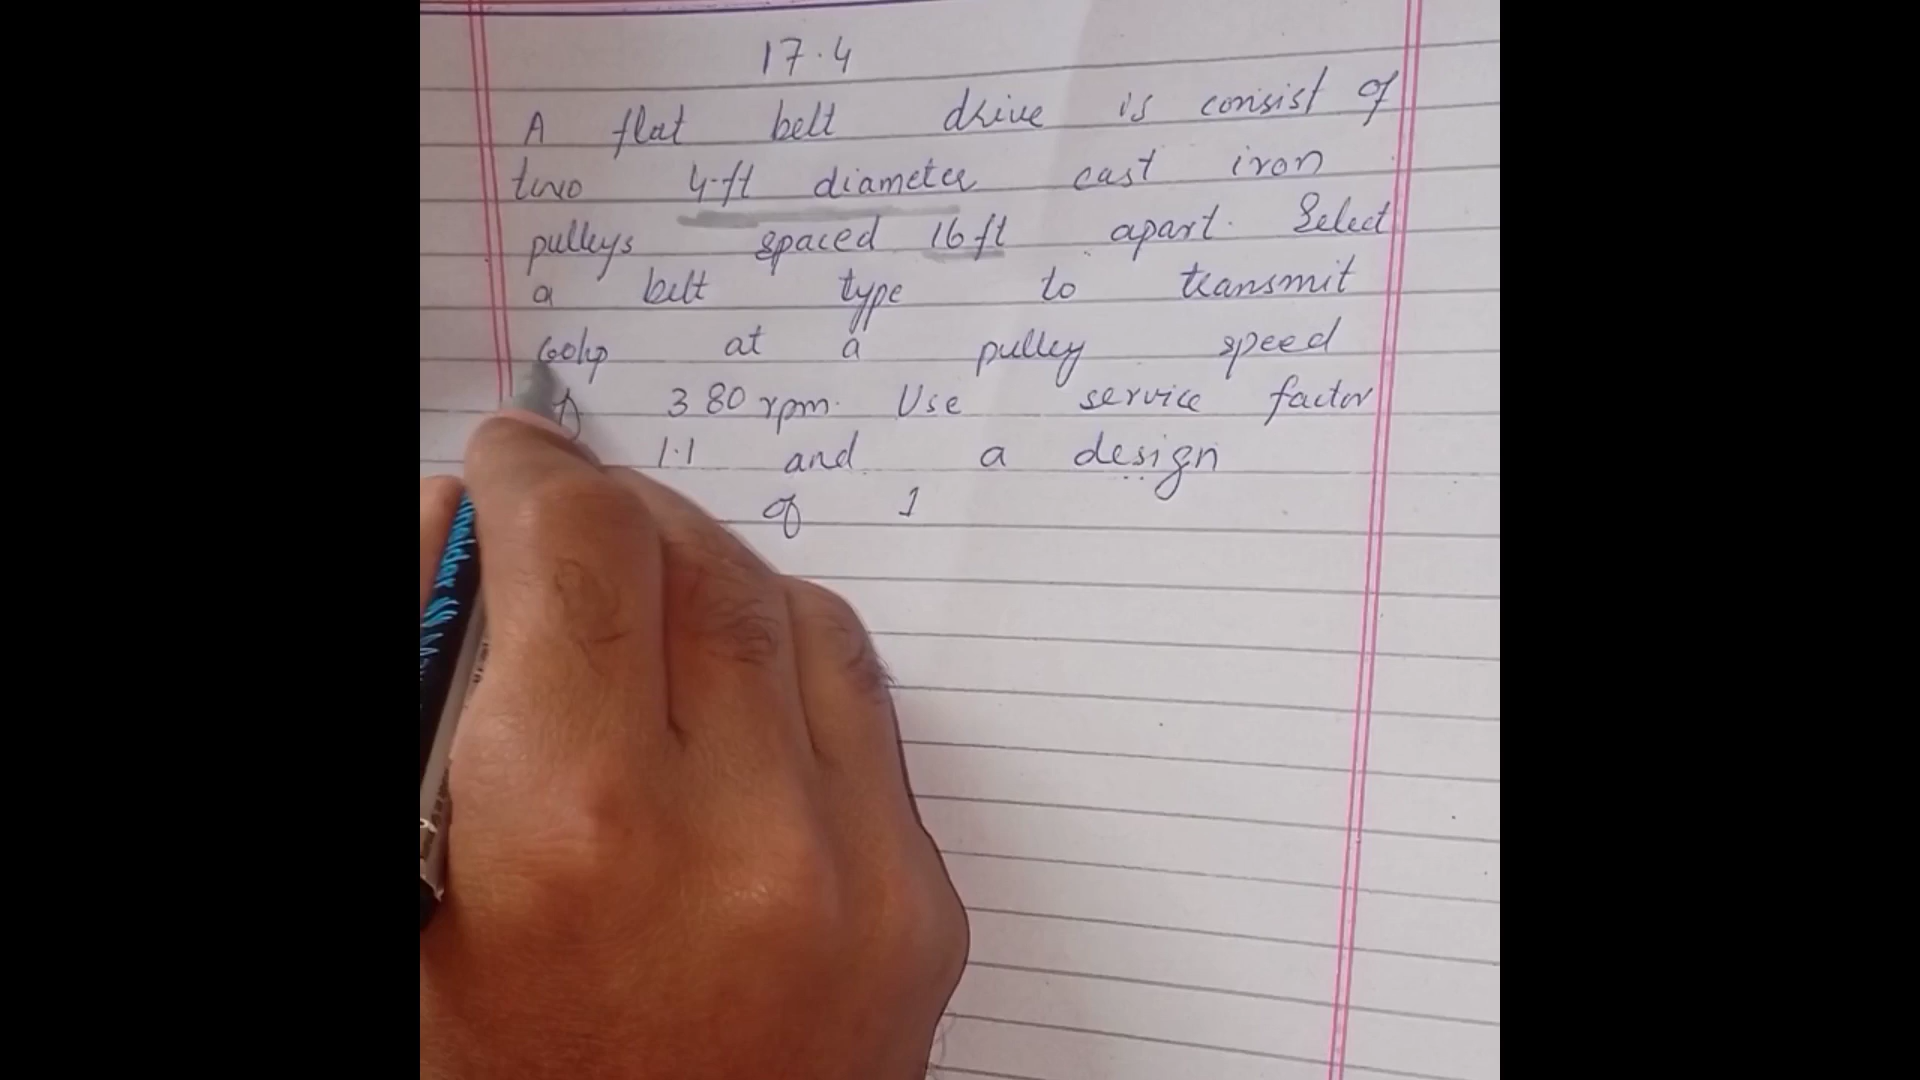 17.4
A flat belt drive is consist of
two 4-ft diameter cast iron
pulleys spaced 16 ft apart. Select
a belt type to transmit
60hp at a pulley speed
of 380 rpm. Use service factor
1.1 and a design
of 1